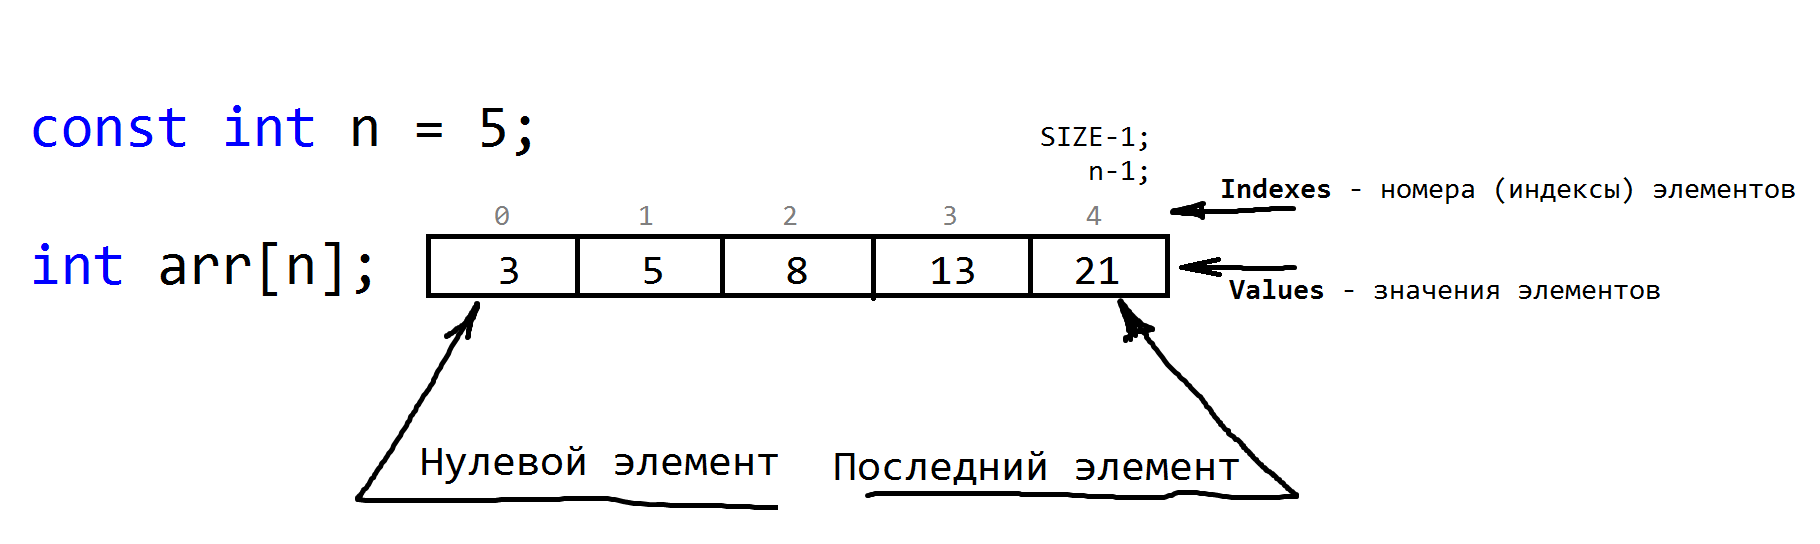 const int n = 5;
SIZE-1;
n-1;
Indexes - номера (индексы) элементов
0 1 2 3 4
int arr[n];
3 5 8 13 21
Values - значения элементов
Нулевой элемент
Последний элемент